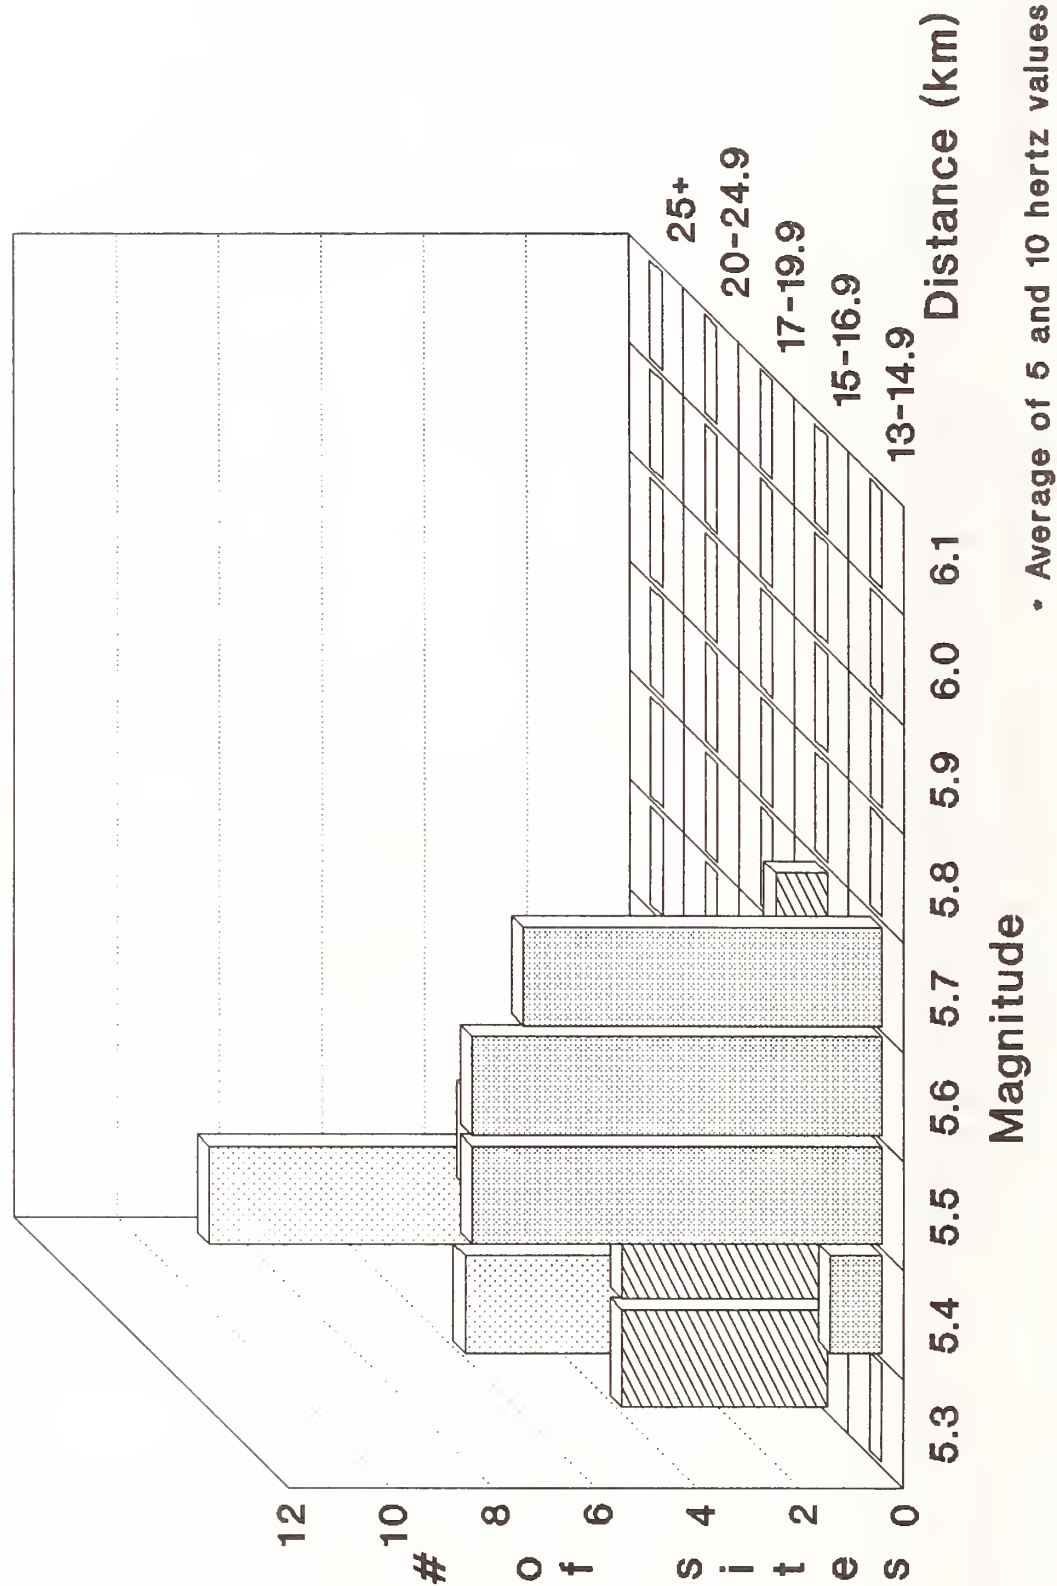 12
10
8
6
4
2
0
# of sites
5.3 5.4 5.5 5.6 5.7 5.8 5.9 6.0 6.1
Magnitude
25+
20-24.9
17-19.9
15-16.9
13-14.9
Distance (km)
* Average of 5 and 10 hertz values